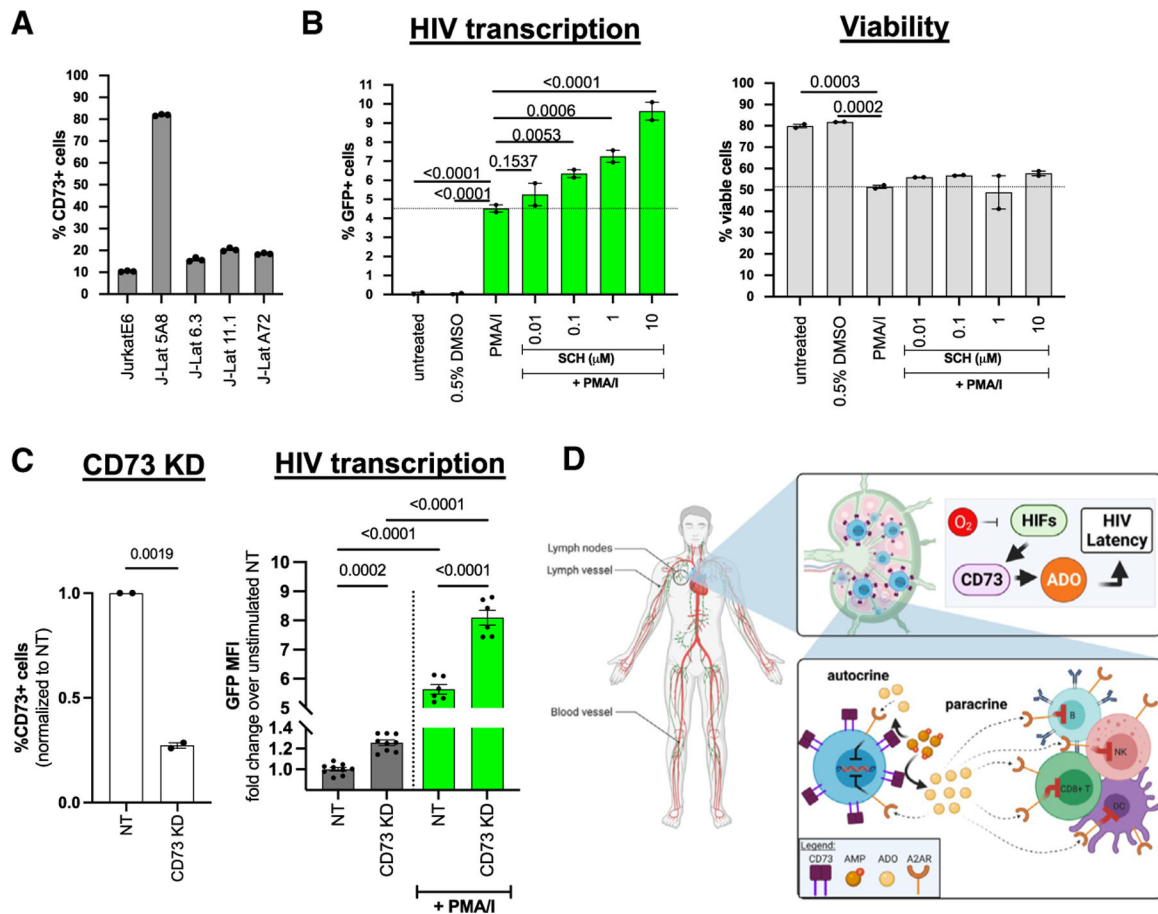 A
% CD73+ cells
100
90
80
70
60
50
40
30
20
10
0
JurkatE6
J-Lat 5A8
J-Lat 6.3
J-Lat 11.1
J-Lat A72
B
HIV transcription
% GFP+ cells
11
10
9
8
7
6
5
4
3
2
1
0
<0.0001
0.0006
0.0053
0.1537
<0.0001
<0.0001
untreated
0.5% DMSO
PMA/I
0.01
0.1
1
10
SCH (μM)
+ PMA/I
Viability
% viable cells
100
90
80
70
60
50
40
30
20
10
0
0.0003
0.0002
untreated
0.5% DMSO
PMA/I
0.01
0.1
1
10
SCH (μM)
+ PMA/I
C
CD73 KD
%CD73+ cells
(normalized to NT)
0.0019
1.0
0.5
0.0
NT
CD73 KD
HIV transcription
GFP MFI
fold change over unstimulated NT
<0.0001
<0.0001
0.0002
<0.0001
10
9
8
7
6
5
1.4
1.2
1.0
NT
CD73 KD
NT
CD73 KD
+ PMA/I
D
Lymph nodes
Lymph vessel
Blood vessel
O2
HIFs
HIV
Latency
CD73
ADO
autocrine
paracrine
B
NK
CD8+ T
DC
Legend:
CD73
AMP
ADO
A2AR